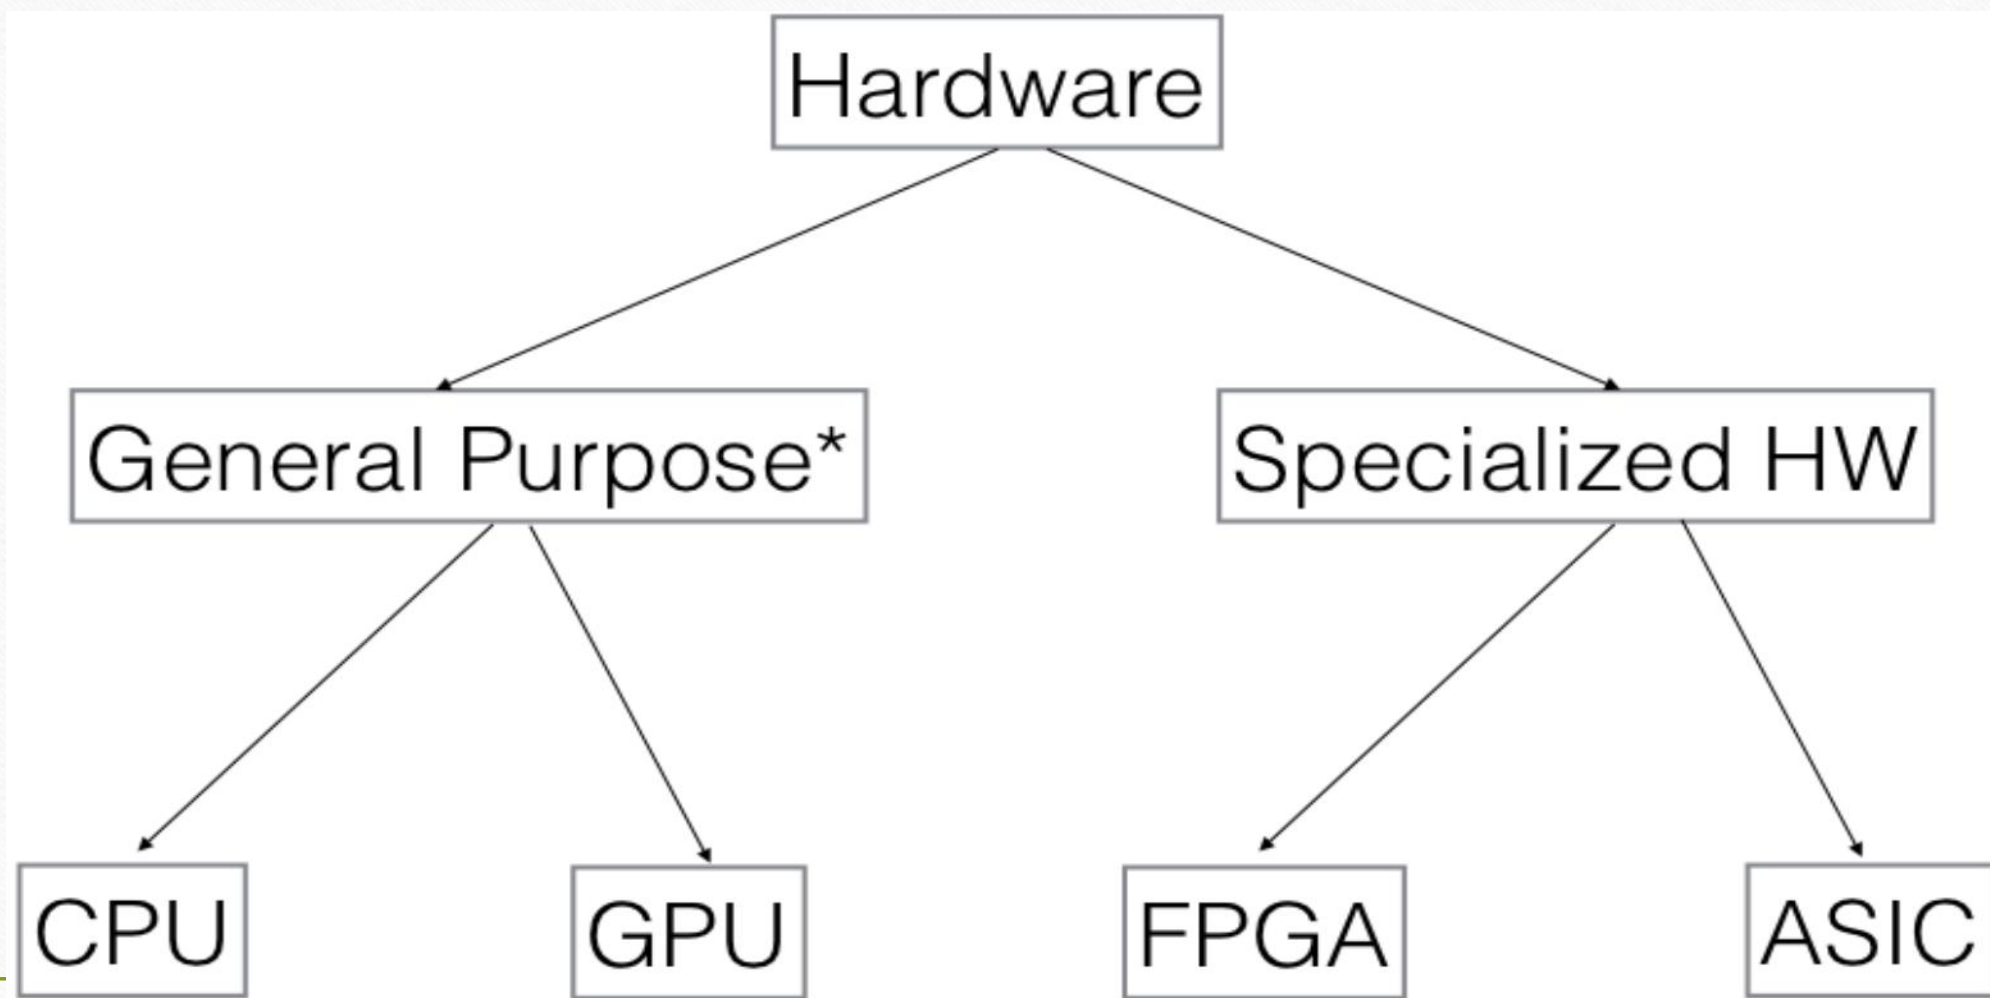 Hardware
General Purpose*
Specialized HW
CPU
GPU
FPGA
ASIC